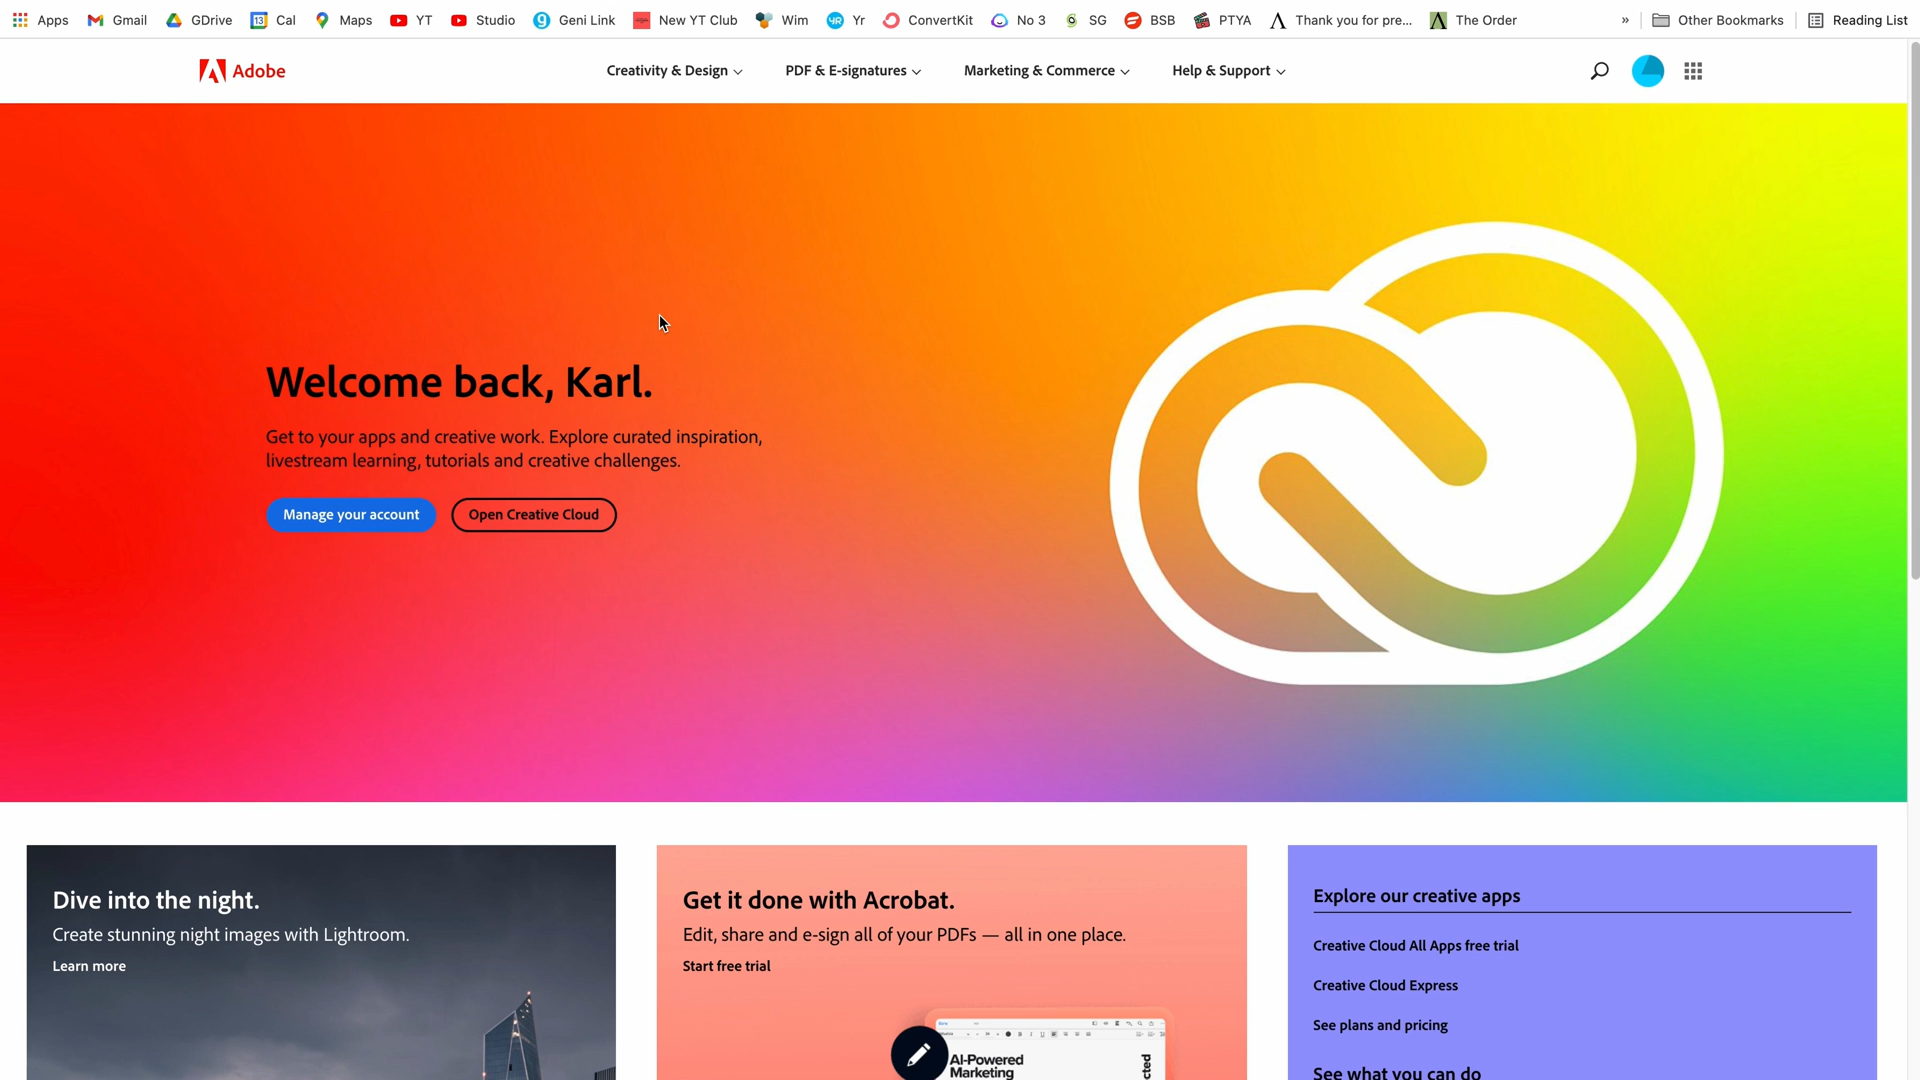 Apps Gmail GDrive 13 Cal Maps YT Studio Geni Link New YT Club Wim YR Yr ConvertKit No 3 SG BSB PTYA Thank you for pre... The Order » Other Bookmarks Reading List
Adobe Creativity & Design PDF & E-signatures Marketing & Commerce Help & Support
Welcome back, Karl.
Get to your apps and creative work. Explore curated inspiration,
livestream learning, tutorials and creative challenges.
Manage your account Open Creative Cloud
Dive into the night.
Create stunning night images with Lightroom.
Learn more
Get it done with Acrobat.
Edit, share and e-sign all of your PDFs — all in one place.
Start free trial
AI-Powered
Marketing
cted
Explore our creative apps
Creative Cloud All Apps free trial
Creative Cloud Express
See plans and pricing
See what you can do